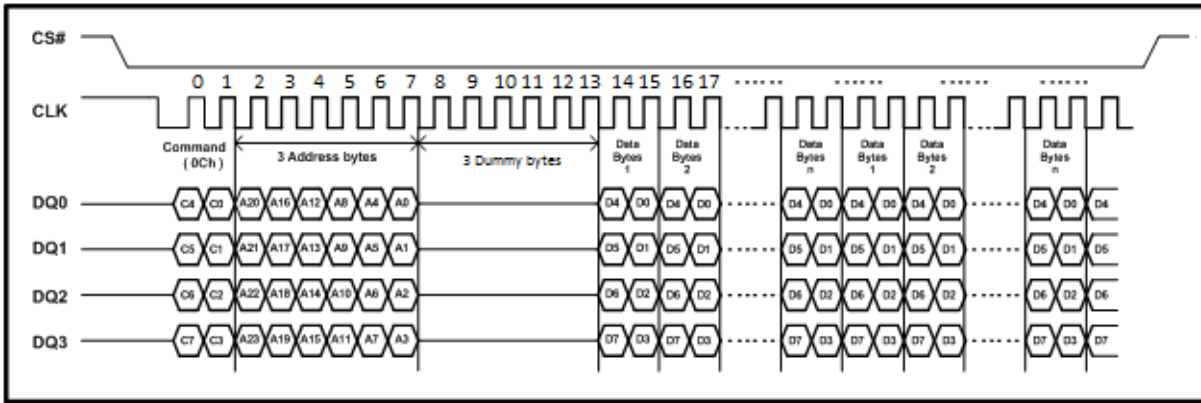 CS#
0 1 2 3 4 5 6 7 8 9 10 11 12 13 14 15 16 17
CLK
Command
( 0Ch )
3 Address bytes
3 Dummy bytes
Data
Bytes
1
Data
Bytes
2
Data
Bytes
n
Data
Bytes
1
Data
Bytes
2
Data
Bytes
n
DQ0 C4 C0 A20 A16 A12 A8 A4 A0 D4 D0 D4 D0 D4 D0 D4 D0 D4 D0 D4 D0 D4
DQ1 C5 C1 A21 A17 A13 A9 A5 A1 D5 D1 D5 D1 D5 D1 D5 D1 D5 D1 D5 D1 D5
DQ2 C6 C2 A22 A18 A14 A10 A6 A2 D6 D2 D6 D2 D6 D2 D6 D2 D6 D2 D6 D2 D6
DQ3 C7 C3 A23 A19 A15 A11 A7 A3 D7 D3 D7 D3 D7 D3 D7 D3 D7 D3 D7 D3 D7